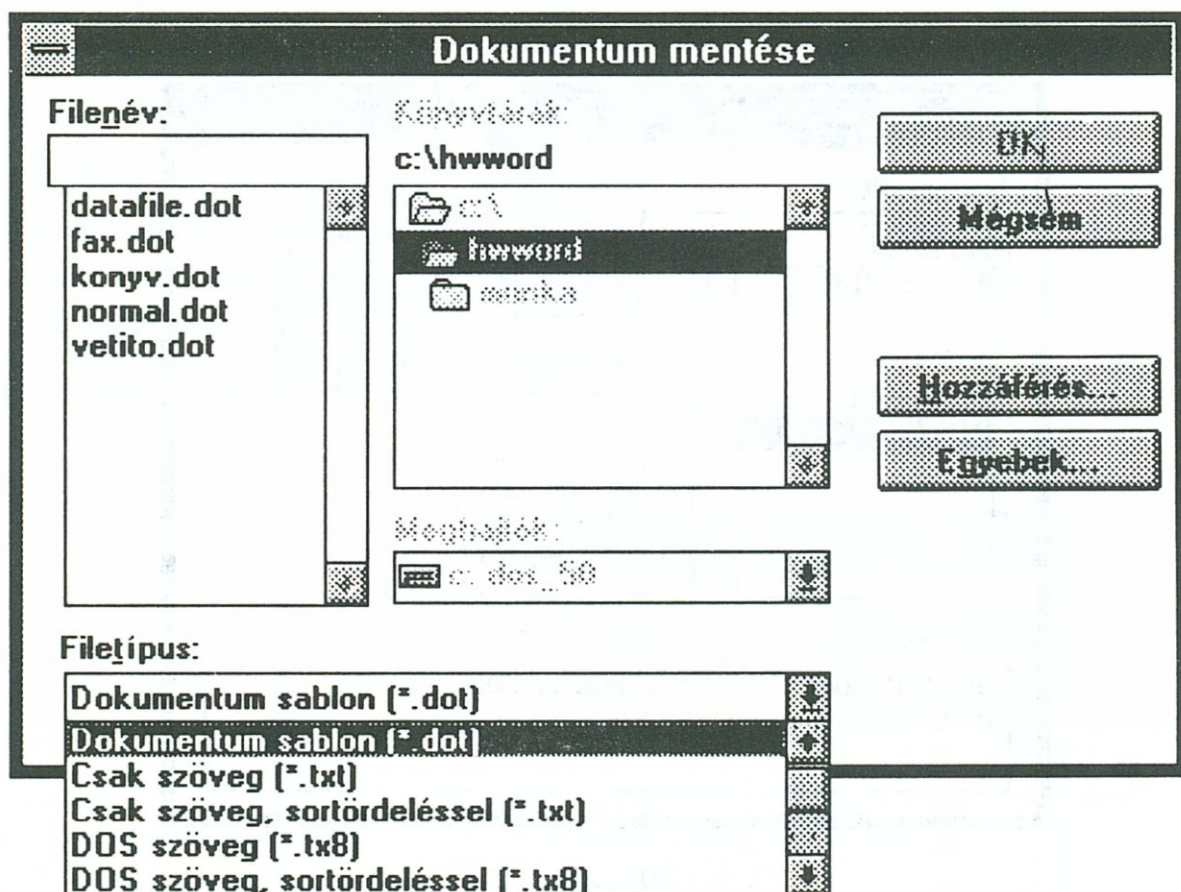 Dokumentum mentése
Filenév:
datafile.dot
fax.dot
konyv.dot
normal.dot
vetito.dot
Könyvtárak:
c:\hwword
c:\
hwword
munka
Meghajtók:
c: dos_50
OK
Mégsem
Hozzáférés...
Egyebek...
Filetípus:
Dokumentum sablon (*.dot)
Dokumentum sablon (*.dot)
Csak szöveg (*.txt)
Csak szöveg, sortördeléssel (*.txt)
DOS szöveg (*.tx8)
DOS szöveg, sortördeléssel (*.tx8)